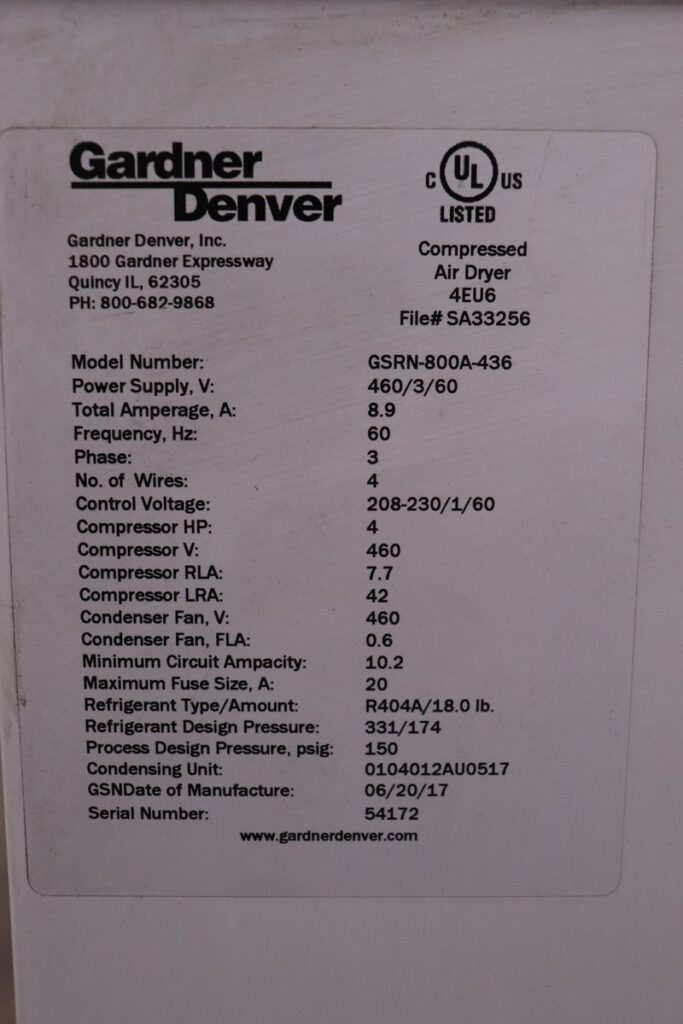 Gardner
Denver
Gardner Denver, Inc.
1800 Gardner Expressway
Quincy IL, 62305
PH: 800-682-9868
C UL US
LISTED
Compressed
Air Dryer
4EU6
File# SA33256
Model Number: GSRN-800A-436
Power Supply, V: 460/3/60
Total Amperage, A: 8.9
Frequency, Hz: 60
Phase: 3
No. of Wires: 4
Control Voltage: 208-230/1/60
Compressor HP: 4
Compressor V: 460
Compressor RLA: 7.7
Compressor LRA: 42
Condenser Fan, V: 460
Condenser Fan, FLA: 0.6
Minimum Circuit Ampacity: 10.2
Maximum Fuse Size, A: 20
Refrigerant Type/Amount: R404A/18.0 lb.
Refrigerant Design Pressure: 331/174
Process Design Pressure, psig: 150
Condensing Unit: 0104012AU0517
GSNDate of Manufacture: 06/20/17
Serial Number: 54172
www.gardnerdenver.com